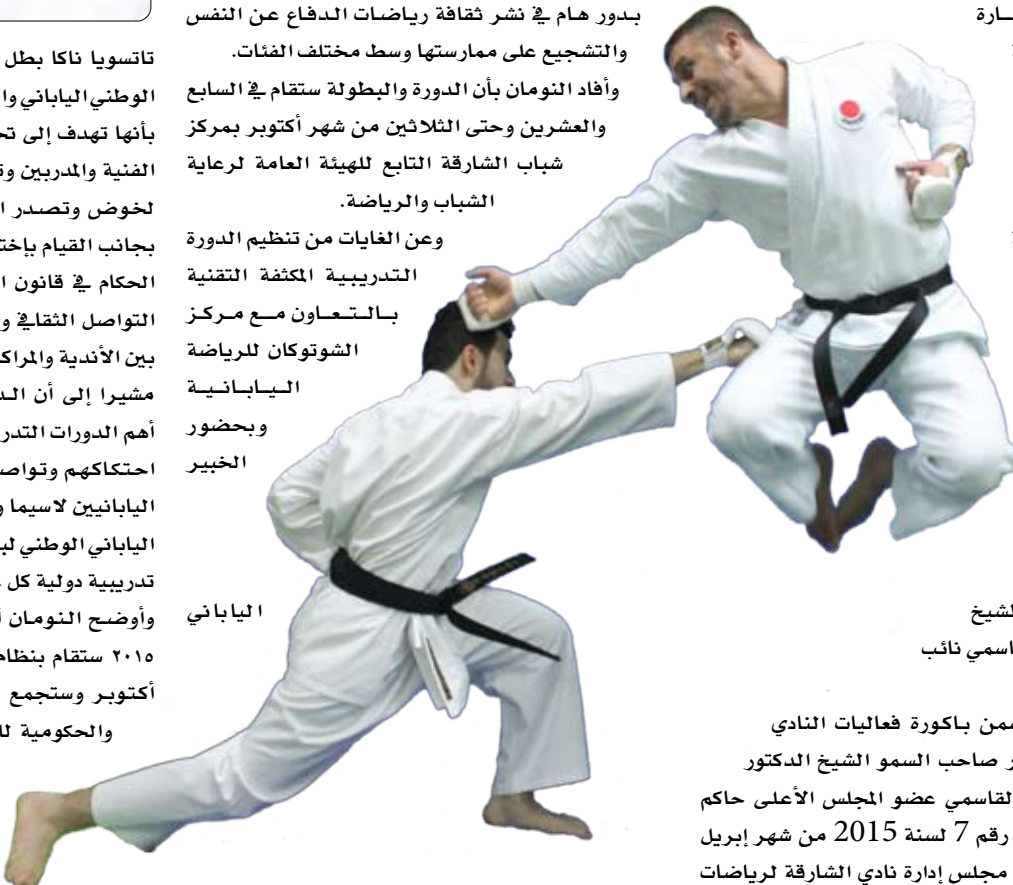 ـارة
لشيخ
اسمي نائب
من باكورة فعاليات النادي
ر صاحب السمو الشيخ الدكتور
لقاسمي عضو المجلس الأعلى حاكم
رقم 7 لسنة 2015 من شهر إبريل
مجلس إدارة نادي الشارقة لرياضات
بدور هام في نشر ثقافة رياضات الدفاع عن النفس
والتشجيع على ممارستها وسط مختلف الفئات.
وأفاد النومان بأن الدورة والبطولة ستقام في السابع
والعشرين وحتى الثلاثين من شهر أكتوبر بمركز
شباب الشارقة التابع للهيئة العامة لرعاية
الشباب والرياضة.
وعن الغايات من تنظيم الدورة
التدريبية المكثفة التقنية
بالتعاون مع مركز
الشوتوكان للرياضة
اليابانية
وبحضور
الخبير
الياباني
تاتسويا ناكا بطل
الوطني الياباني وا
بأنها تهدف إلى تح
الفنية والمدربين وت
لخوض وتصدر ا
بجانب القيام بإخت
الحكام في قانون ا
التواصل الثقافي و
بين الأندية والمراك
مشيرا إلى أن الد
أهم الدورات التدر
احتكاكهم وتواص
اليابانيين لاسيما و
الياباني الوطني لب
تدريبية دولية كل
وأوضح النومان أ
٢٠١٥ ستقام بنظام
أكتوبر وستجمع
والحكومية لل